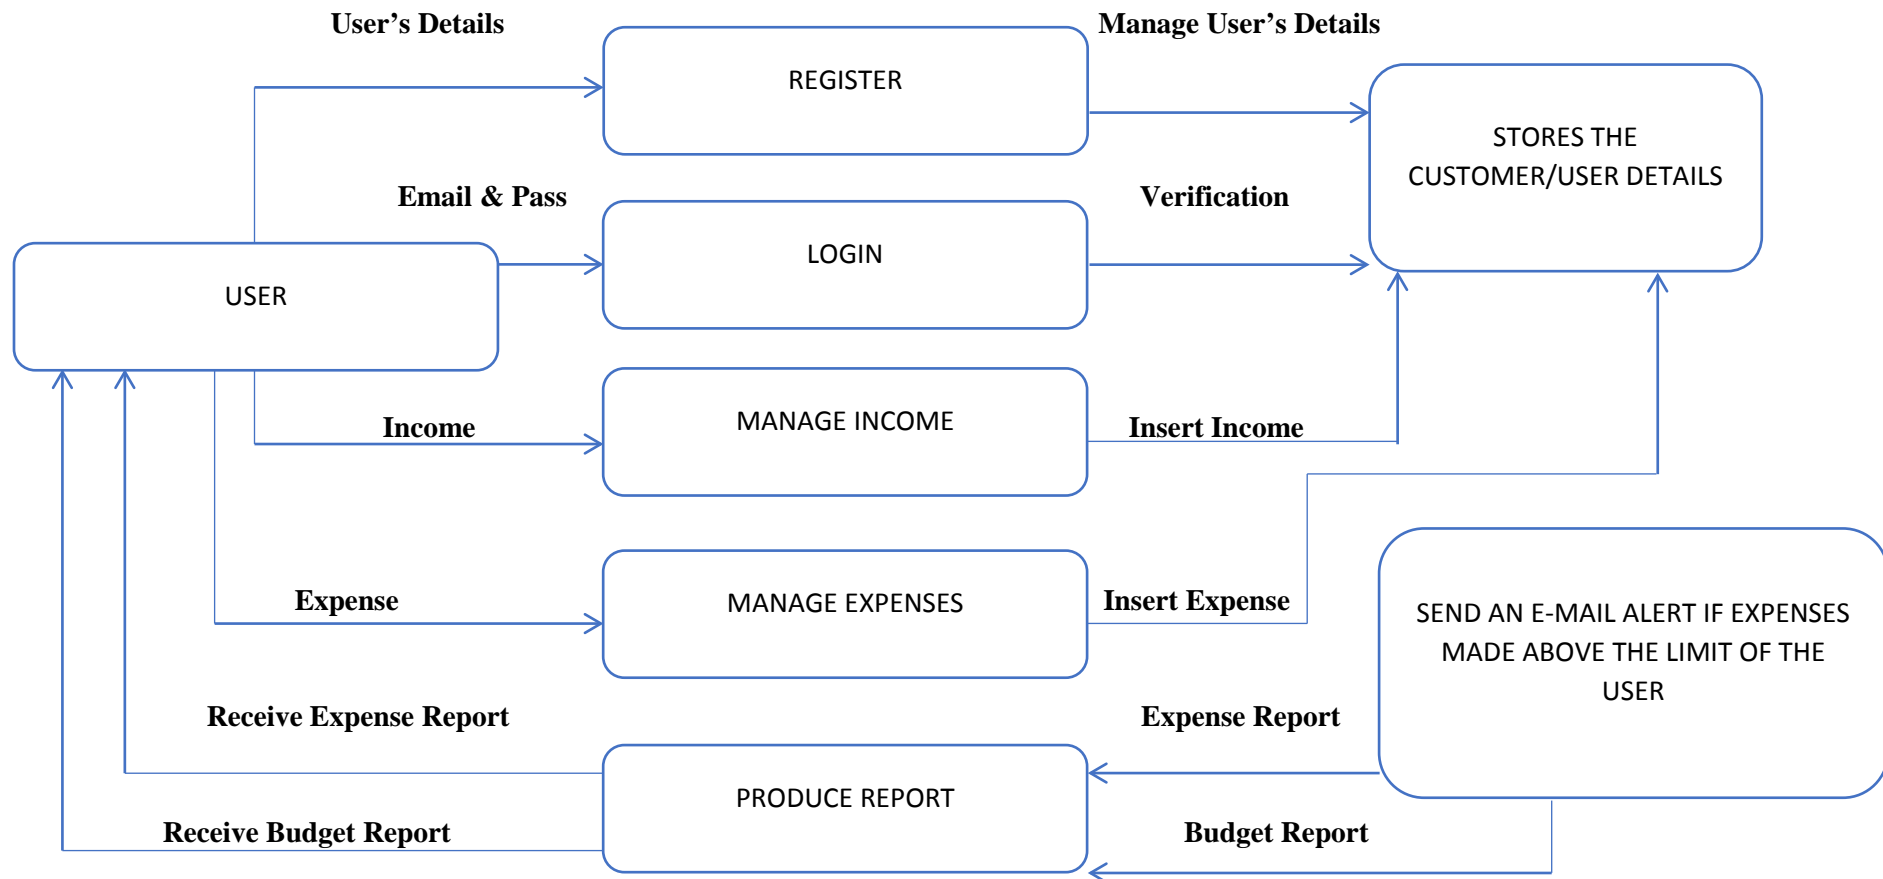 User’s Details
Manage User’s Details
REGISTER
STORES THE
CUSTOMER/USER DETAILS
Email & Pass
Verification
LOGIN
USER
Income
MANAGE INCOME
Insert Income
Expense
MANAGE EXPENSES
Insert Expense
SEND AN E-MAIL ALERT IF EXPENSES
MADE ABOVE THE LIMIT OF THE
USER
Receive Expense Report
Expense Report
PRODUCE REPORT
Receive Budget Report
Budget Report